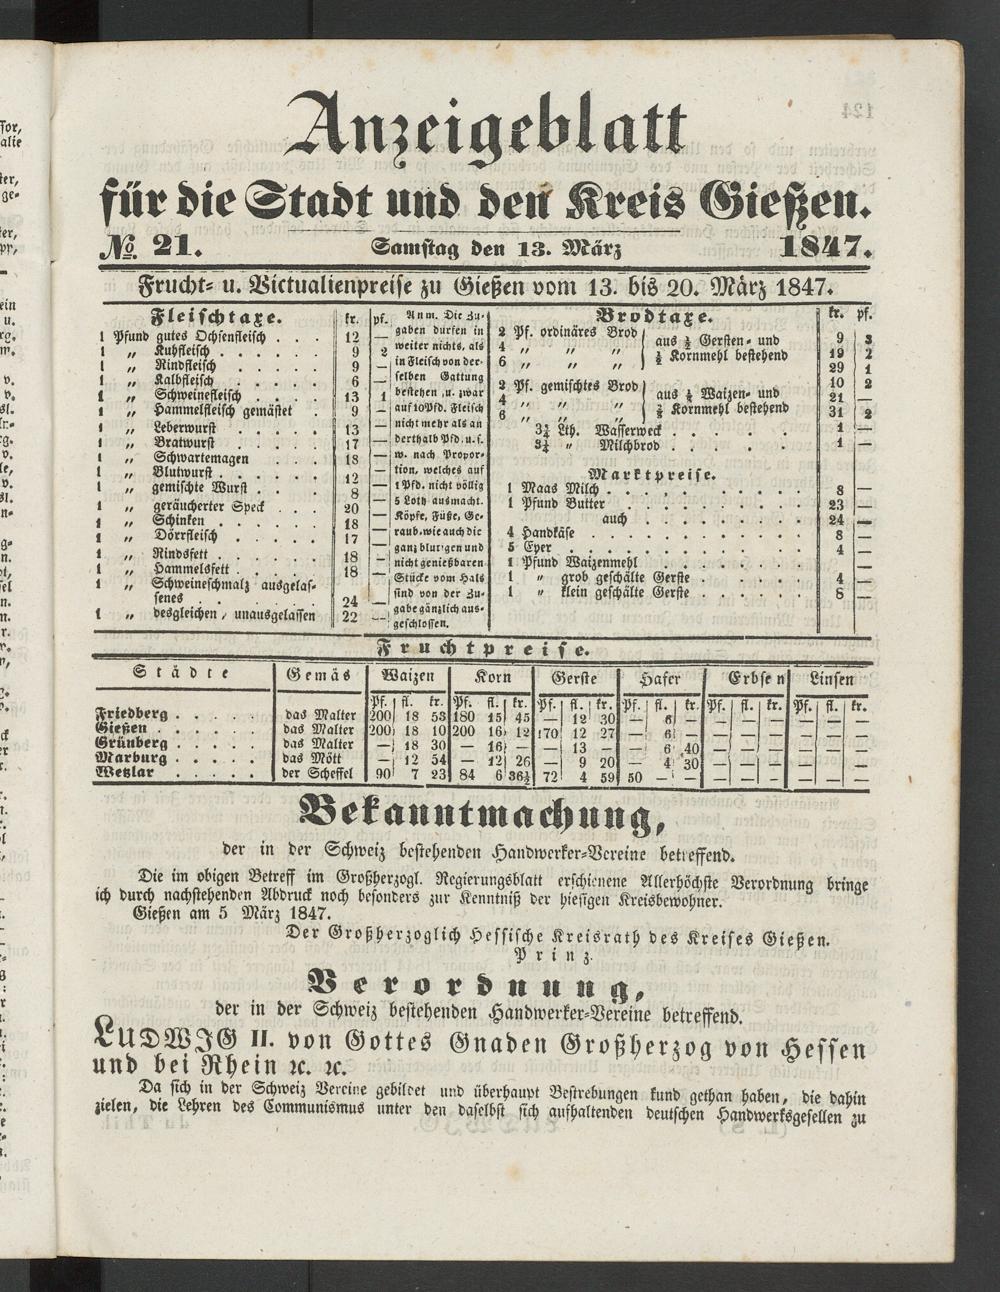 Anzeigeblatt
für die Stadt und den Kreis Gießen.
№ 21. Samstag den 13. März 1847.
Frucht- u. Victualienpreise zu Gießen vom 13. bis 20. März 1847.
Fleischtaxe. kr. pf.
1 Pfund gutes Ochsenfleisch . . . 12 —
1 „ Kuhfleisch . . . . . 9 2
1 „ Rindfleisch . . . . . 9 —
1 „ Kalbfleisch . . . . . 6 —
1 „ Schweinefleisch . . . . 13 1
1 „ Hammelfleisch gemästet . 9 —
1 „ Leberwurst . . . . . 13 —
1 „ Bratwurst . . . . . 17 —
1 „ Schwartemagen . . . 18 —
1 „ Blutwurst . . . . . 12 —
1 „ gemischte Wurst . . . 8 —
1 „ geräucherter Speck . . 20 —
1 „ Schinken . . . . . . 18 —
1 „ Dörrfleisch . . . . . 17 —
1 „ Rindsfett . . . . . . 18 —
1 „ Hammelsfett . . . . . 18 —
1 „ Schweineschmalz ausgelas-
senes . . . . . . . 24 —
1 „ desgleichen, unausgelassen 22 —
Anm. Die Zu-
gaben dürfen in
weiter nichts, als
in Fleisch von der-
selben Gattung
bestehen, u. zwar
auf 10 Pfd. Fleisch
nicht mehr als an
derthalb Pfd. u. s.
w. nach Propor-
tion, welches auf
1 Pfd. nicht völlig
5 Loth ausmacht.
Köpfe, Füße, Ge-
raub, wie auch die
ganz blutigen und
nicht genießbaren
Stücke vom Hals
sind von der Zu-
gabe gänzlich aus-
geschlossen.
Brodtaxe. kr. pf.
2 Pf. ordinäres Brod 9 3
4 „ „ „ aus ½ Gersten- und 19 2
6 „ „ „ ½ Kornmehl bestehend 29 1
2 Pf. gemischtes Brod 10 2
4 „ „ „ aus ⅓ Waizen- und 21 —
6 „ „ „ ⅔ Kornmehl bestehend 31 2
3¾ Lth. Wasserweck . . . . . 1 —
3¼ „ Milchbrod . . . . . 1 —
Marktpreise.
1 Maas Milch . . . . . . . . . 8 —
1 Pfund Butter . . . . . . . . 23 —
auch . . . . . . . . 24 —
4 Handkäse . . . . . . . . . 8 —
5 Eyer . . . . . . . . . . 4 —
1 Pfund Waizenmehl . . . . . . .
1 „ grob geschälte Gerste . . . . . 4 —
1 „ klein geschälte Gerste . . . . . 8 —
Fruchtpreise.
Städte Gemäs Waizen Korn Gerste Hafer Erbsen Linsen
Pf. fl. kr. Pf. fl. kr. Pf. fl. kr. Pf. fl. kr. Pf. fl. kr. Pf. fl. kr.
Friedberg . . . . . das Malter 200 18 53 180 15 45 — 12 30 — 6 — — — — — — —
Gießen . . . . . das Malter 200 18 10 200 16 12 170 12 27 — 6 — — — — — — —
Grünberg . . . . . das Malter — 18 30 — 16 — — 13 — — 6 40 — — — — — —
Marburg . . . . . das Mött — 12 54 — 12 26 — 9 20 — 4 30 — — — — — —
Wetzlar . . . . . der Scheffel 90 7 23 84 6 36½ 72 4 59 50 — — — — — — — —
Bekanntmachung,
der in der Schweiz bestehenden Handwerker-Vereine betreffend.
Die im obigen Betreff im Großherzogl. Regierungsblatt erschienene Allerhöchste Verordnung bringe
ich durch nachstehenden Abdruck noch besonders zur Kenntniß der hiesigen Kreisbewohner.
Gießen am 5 März 1847.
Der Großherzoglich Hessische Kreisrath des Kreises Gießen.
Prinz.
Verordnung,
der in der Schweiz bestehenden Handwerker-Vereine betreffend.
LUDWIG II. von Gottes Gnaden Großherzog von Hessen
und bei Rhein ꝛc. ꝛc.
Da sich in der Schweiz Vereine gebildet und überhaupt Bestrebungen kund gethan haben, die dahin
zielen, die Lehren des Communismus unter den daselbst sich aufhaltenden deutschen Handwerksgesellen zu